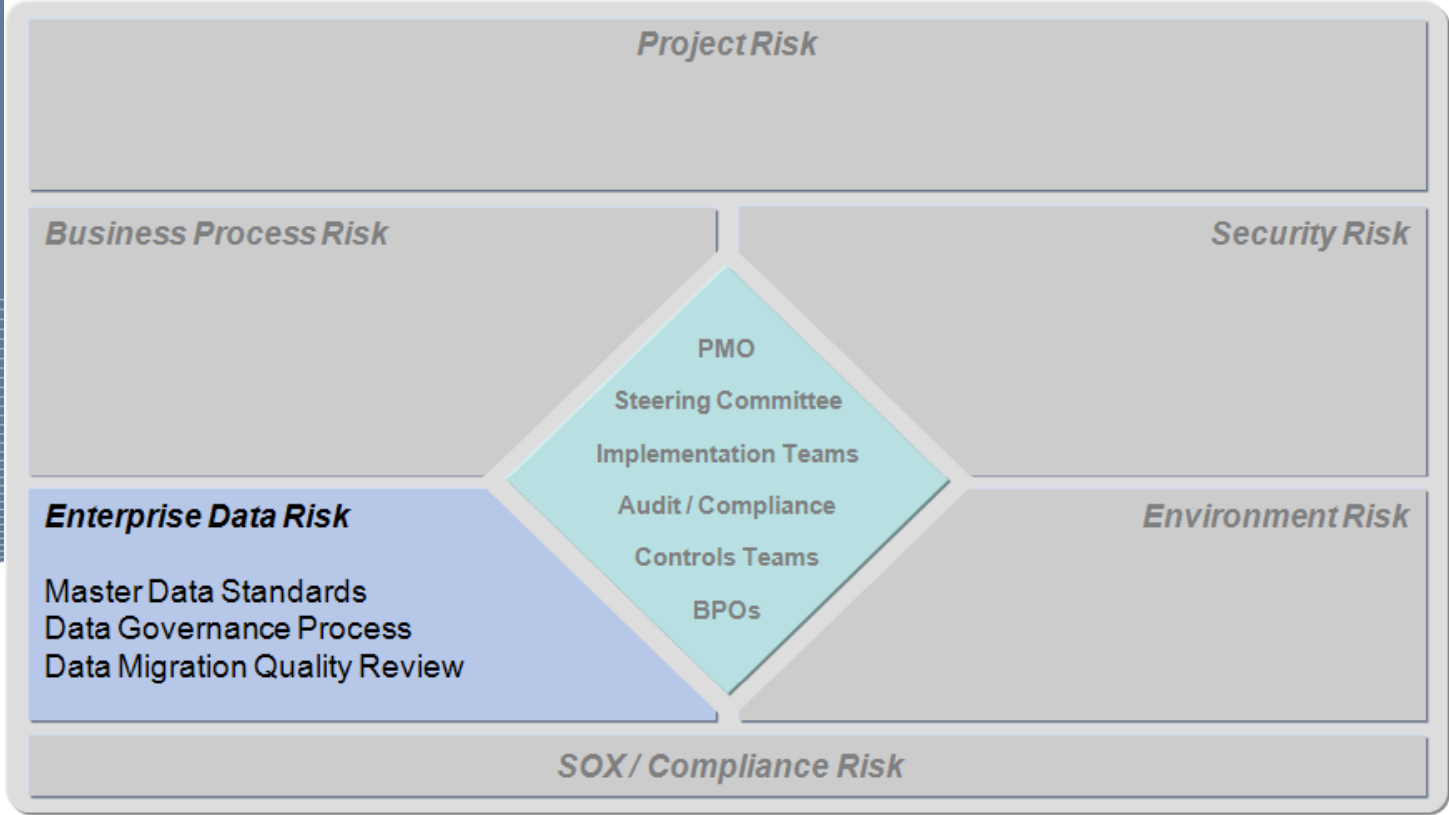 Project Risk
Business Process Risk
Security Risk
PMO
Steering Committee
Implementation Teams
Audit / Compliance
Controls Teams
BPOs
Enterprise Data Risk
Master Data Standards
Data Governance Process
Data Migration Quality Review
Environment Risk
SOX / Compliance Risk